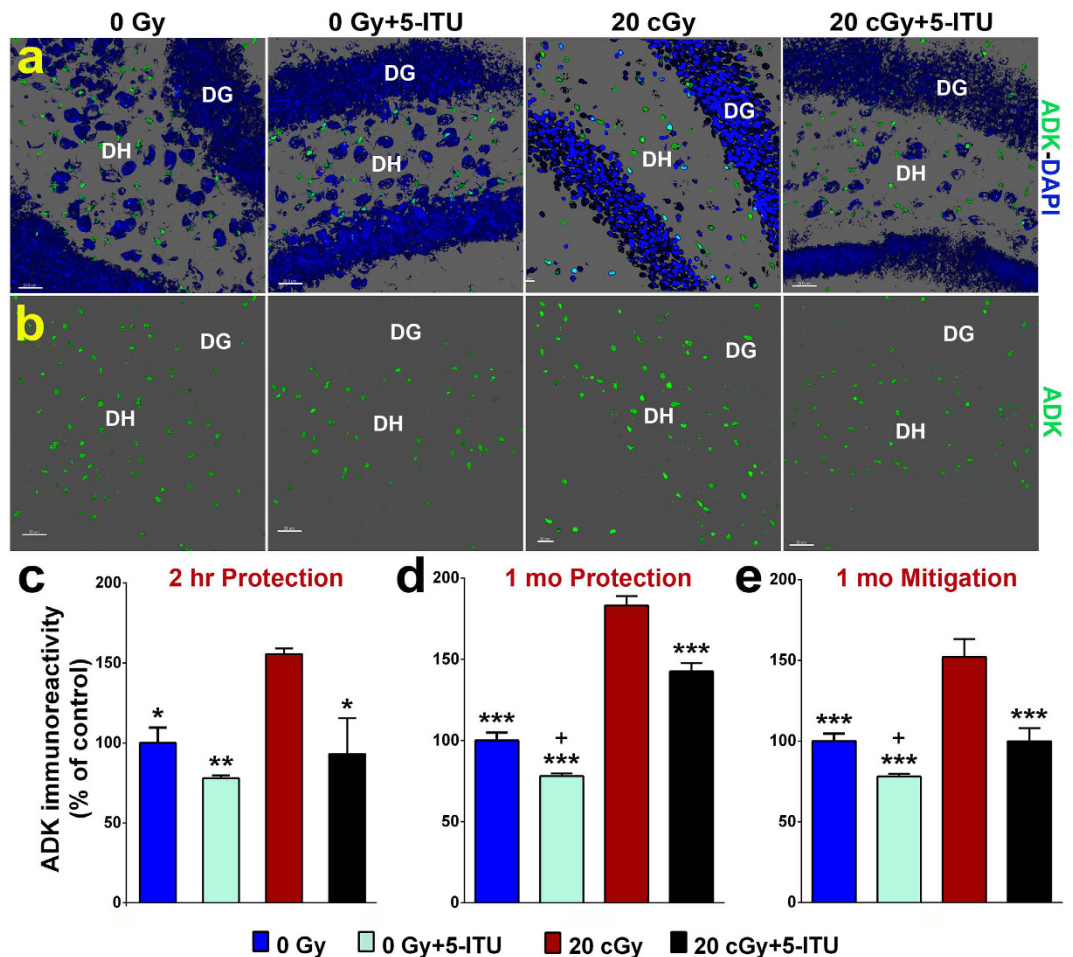 0 Gy 0 Gy+5-ITU 20 cGy 20 cGy+5-ITU
a
DG DG DG DG
DH DH DH DH
ADK-DAPI
b
DG DG DG DG
DH DH DH DH
ADK
c 2 hr Protection
ADK immunoreactivity
(% of control)
200
150
100
50
0
* ** *
d 1 mo Protection
200
150
100
50
0
*** + *** ***
e 1 mo Mitigation
200
150
100
50
0
*** + *** ***
0 Gy 0 Gy+5-ITU 20 cGy 20 cGy+5-ITU